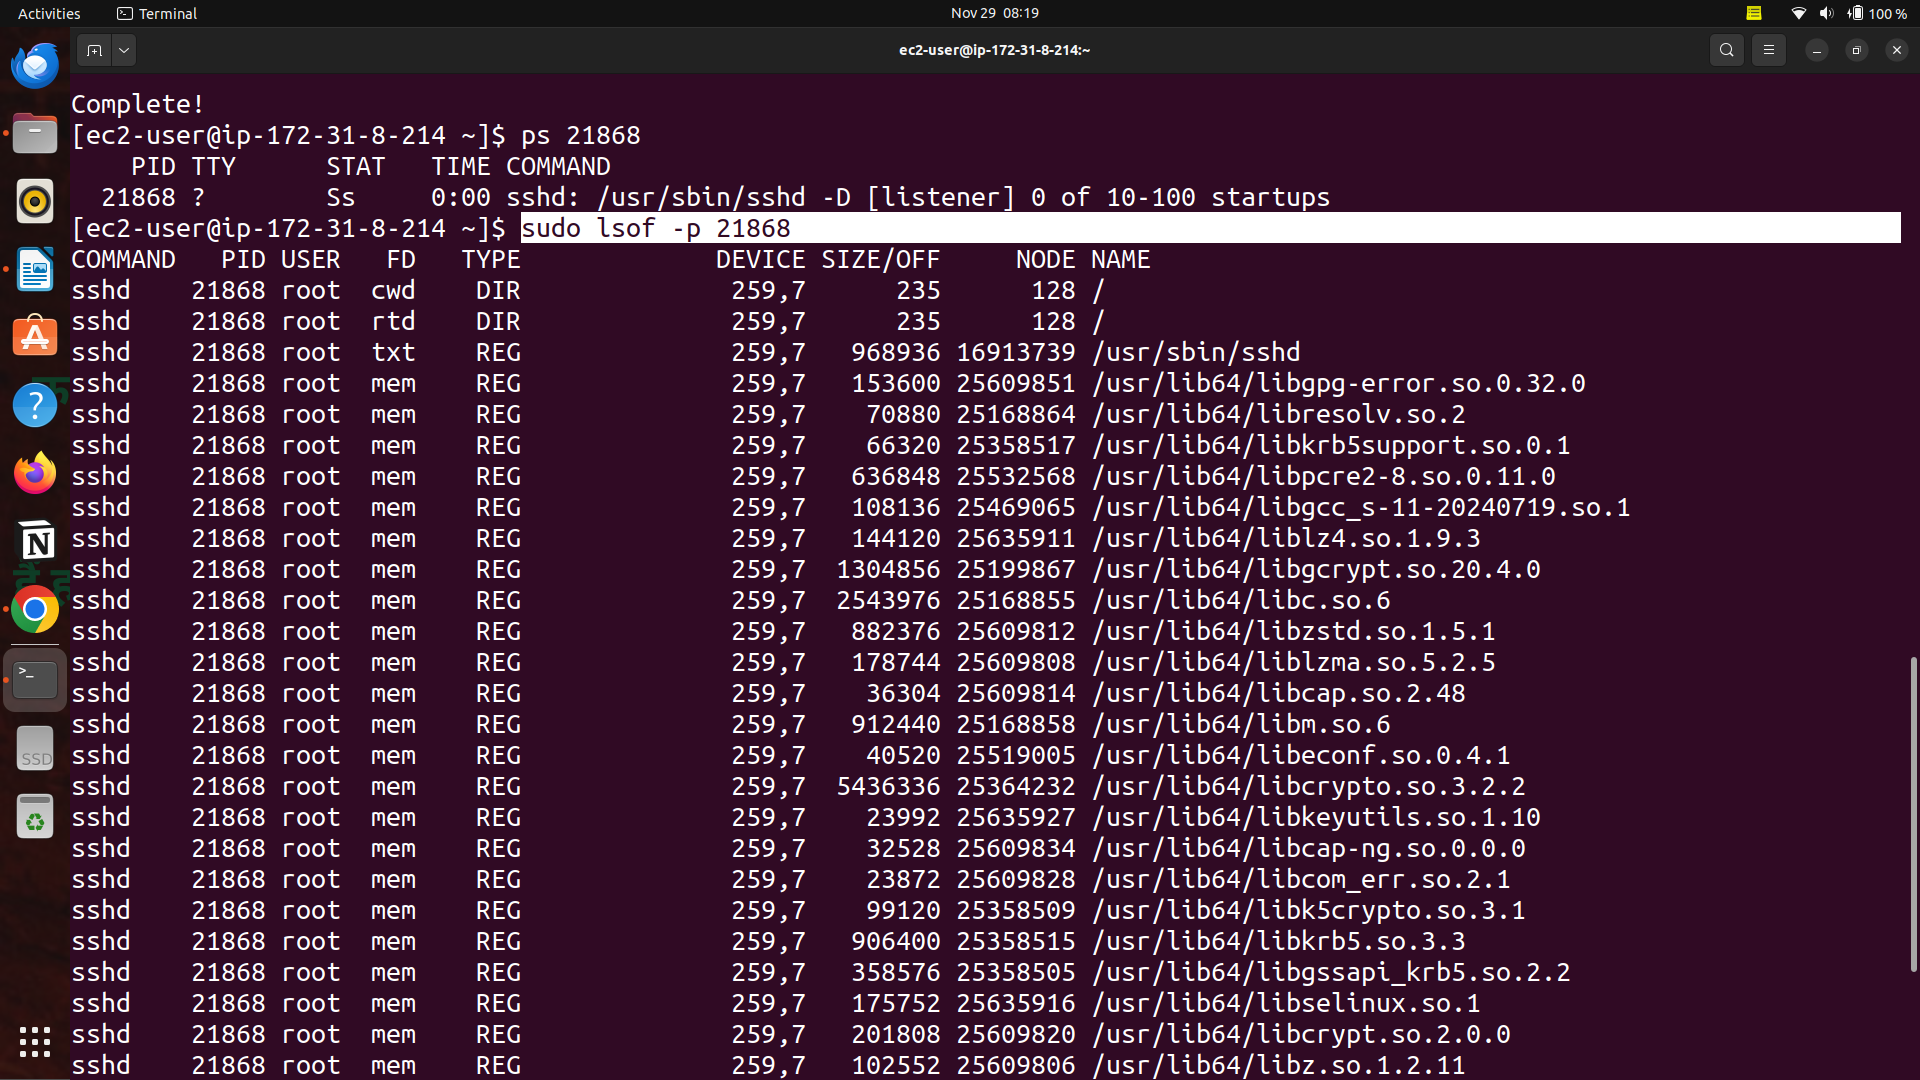 Activities Terminal Nov 29 08:19 100 %
ec2-user@ip-172-31-8-214:~
Complete!
[ec2-user@ip-172-31-8-214 ~]$ ps 21868
    PID TTY      STAT   TIME COMMAND
  21868 ?        Ss     0:00 sshd: /usr/sbin/sshd -D [listener] 0 of 10-100 startups
[ec2-user@ip-172-31-8-214 ~]$ sudo lsof -p 21868
COMMAND   PID USER   FD   TYPE             DEVICE SIZE/OFF     NODE NAME
sshd    21868 root  cwd    DIR              259,7      235      128 /
sshd    21868 root  rtd    DIR              259,7      235      128 /
sshd    21868 root  txt    REG              259,7   968936 16913739 /usr/sbin/sshd
sshd    21868 root  mem    REG              259,7   153600 25609851 /usr/lib64/libgpg-error.so.0.32.0
sshd    21868 root  mem    REG              259,7    70880 25168864 /usr/lib64/libresolv.so.2
sshd    21868 root  mem    REG              259,7    66320 25358517 /usr/lib64/libkrb5support.so.0.1
sshd    21868 root  mem    REG              259,7   636848 25532568 /usr/lib64/libpcre2-8.so.0.11.0
sshd    21868 root  mem    REG              259,7   108136 25469065 /usr/lib64/libgcc_s-11-20240719.so.1
sshd    21868 root  mem    REG              259,7   144120 25635911 /usr/lib64/liblz4.so.1.9.3
sshd    21868 root  mem    REG              259,7  1304856 25199867 /usr/lib64/libgcrypt.so.20.4.0
sshd    21868 root  mem    REG              259,7  2543976 25168855 /usr/lib64/libc.so.6
sshd    21868 root  mem    REG              259,7   882376 25609812 /usr/lib64/libzstd.so.1.5.1
sshd    21868 root  mem    REG              259,7   178744 25609808 /usr/lib64/liblzma.so.5.2.5
sshd    21868 root  mem    REG              259,7    36304 25609814 /usr/lib64/libcap.so.2.48
sshd    21868 root  mem    REG              259,7   912440 25168858 /usr/lib64/libm.so.6
sshd    21868 root  mem    REG              259,7    40520 25519005 /usr/lib64/libeconf.so.0.4.1
sshd    21868 root  mem    REG              259,7  5436336 25364232 /usr/lib64/libcrypto.so.3.2.2
sshd    21868 root  mem    REG              259,7    23992 25635927 /usr/lib64/libkeyutils.so.1.10
sshd    21868 root  mem    REG              259,7    32528 25609834 /usr/lib64/libcap-ng.so.0.0.0
sshd    21868 root  mem    REG              259,7    23872 25609828 /usr/lib64/libcom_err.so.2.1
sshd    21868 root  mem    REG              259,7    99120 25358509 /usr/lib64/libk5crypto.so.3.1
sshd    21868 root  mem    REG              259,7   906400 25358515 /usr/lib64/libkrb5.so.3.3
sshd    21868 root  mem    REG              259,7   358576 25358505 /usr/lib64/libgssapi_krb5.so.2.2
sshd    21868 root  mem    REG              259,7   175752 25635916 /usr/lib64/libselinux.so.1
sshd    21868 root  mem    REG              259,7   201808 25609820 /usr/lib64/libcrypt.so.2.0.0
sshd    21868 root  mem    REG              259,7   102552 25609806 /usr/lib64/libz.so.1.2.11
SSD